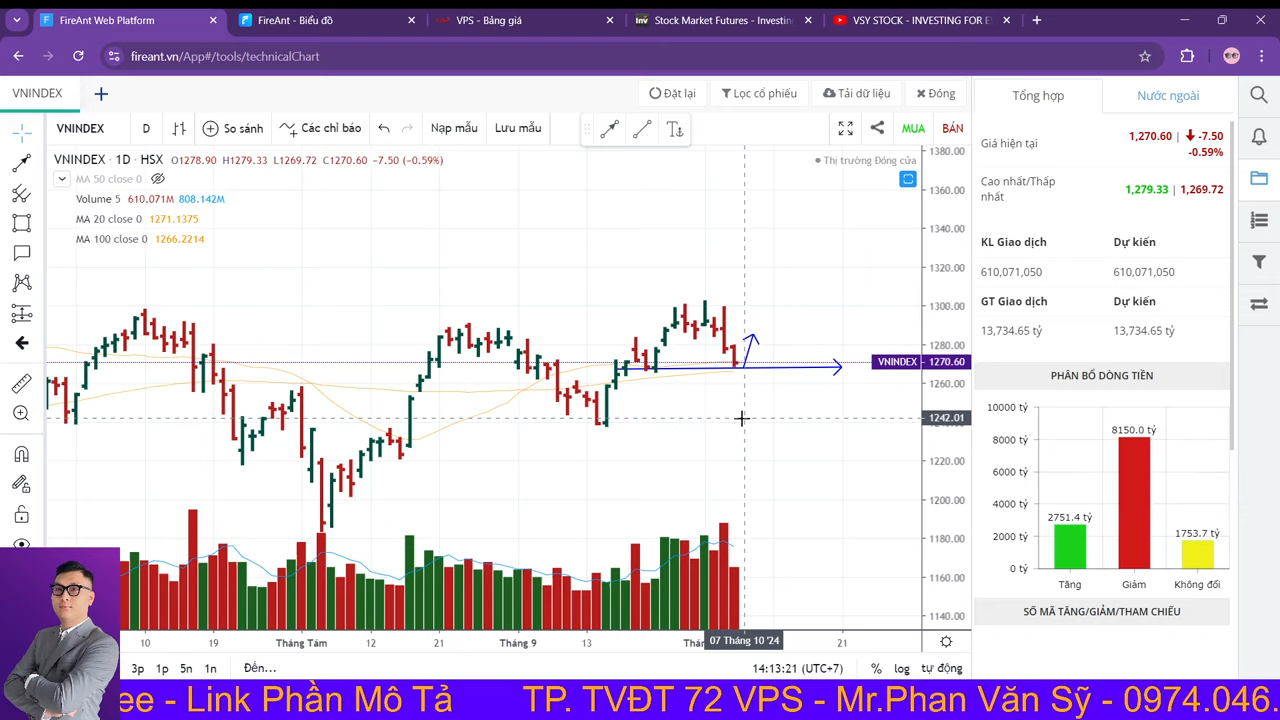 FireAnt Web Platform
FireAnt - Biểu đồ
VPS - Bảng giá
Stock Market Futures - Investin
VSY STOCK - INVESTING FOR E
fireant.vn/App#/tools/technicalChart
VNINDEX
Đặt lại
Lọc cổ phiếu
Tải dữ liệu
Đóng
VNINDEX
D
So sánh
Các chỉ báo
Nạp mẫu
Lưu mẫu
MUA
BÁN
VNINDEX · 1D · HSX O1278.90 H1279.33 L1269.72 C1270.60 -7.50 (-0.59%)
Thị trường Đóng cửa
MA 50 close 0
Volume 5 610.071M 808.142M
MA 20 close 0 1271.1375
MA 100 close 0 1266.2214
1380.00
1360.00
1340.00
1320.00
1300.00
1280.00
VNINDEX 1270.60
1260.00
1242.01
1220.00
1200.00
1180.00
1160.00
1140.00
10
19
Tháng Tám
12
21
Tháng 9
13
07 Tháng 10 '24
21
3p 1p 5n 1n Đến...
14:13:21 (UTC+7)
% log tự động
Tổng hợp
Nước ngoài
Giá hiện tại
1,270.60 | -7.50
-0.59%
Cao nhất/Thấp nhất
1,279.33 | 1,269.72
KL Giao dịch Dự kiến
610,071,050 610,071,050
GT Giao dịch Dự kiến
13,734.65 tỷ 13,734.65 tỷ
PHÂN BỔ DÒNG TIỀN
10000 tỷ
8000 tỷ
6000 tỷ
4000 tỷ
2000 tỷ
0 tỷ
2751.4 tỷ
8150.0 tỷ
1753.7 tỷ
Tăng
Giảm
Không đổi
SỐ MÃ TĂNG/GIẢM/THAM CHIẾU
ee - Link Phần Mô Tả TP. TVĐT 72 VPS - Mr.Phan Văn Sỹ - 0974.046.